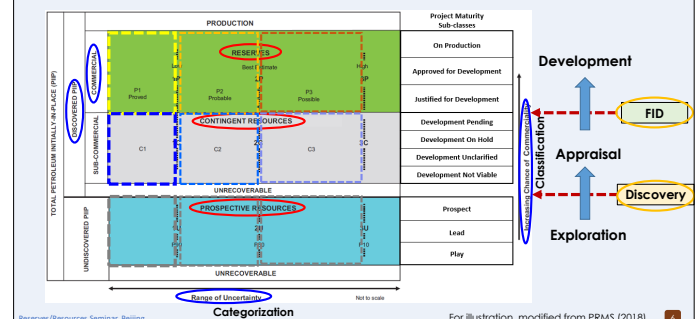 PRODUCTION
Project Maturity
Sub-classes
TOTAL PETROLEUM INITIALLY-IN-PLACE (PIIP)
DISCOVERED PIIP
COMMERCIAL
RESERVES
Best Estimate
High
P1
Proved
P2
Probable
P3
Possible
On Production
Approved for Development
Justified for Development
SUB-COMMERCIAL
CONTINGENT RESOURCES
C1
C2
C3
C
Development Pending
Development On Hold
Development Unclarified
Development Not Viable
UNRECOVERABLE
UNDISCOVERED PIIP
PROSPECTIVE RESOURCES
Prospect
Lead
Play
UNRECOVERABLE
Range of Uncertainty
Not to scale
Categorization
Increasing Chance of Commerciality
Classification
Development
FID
Appraisal
Discovery
Exploration
Reserves/Resources Seminar, Beijing
For illustration, modified from PRMS (2018)
6